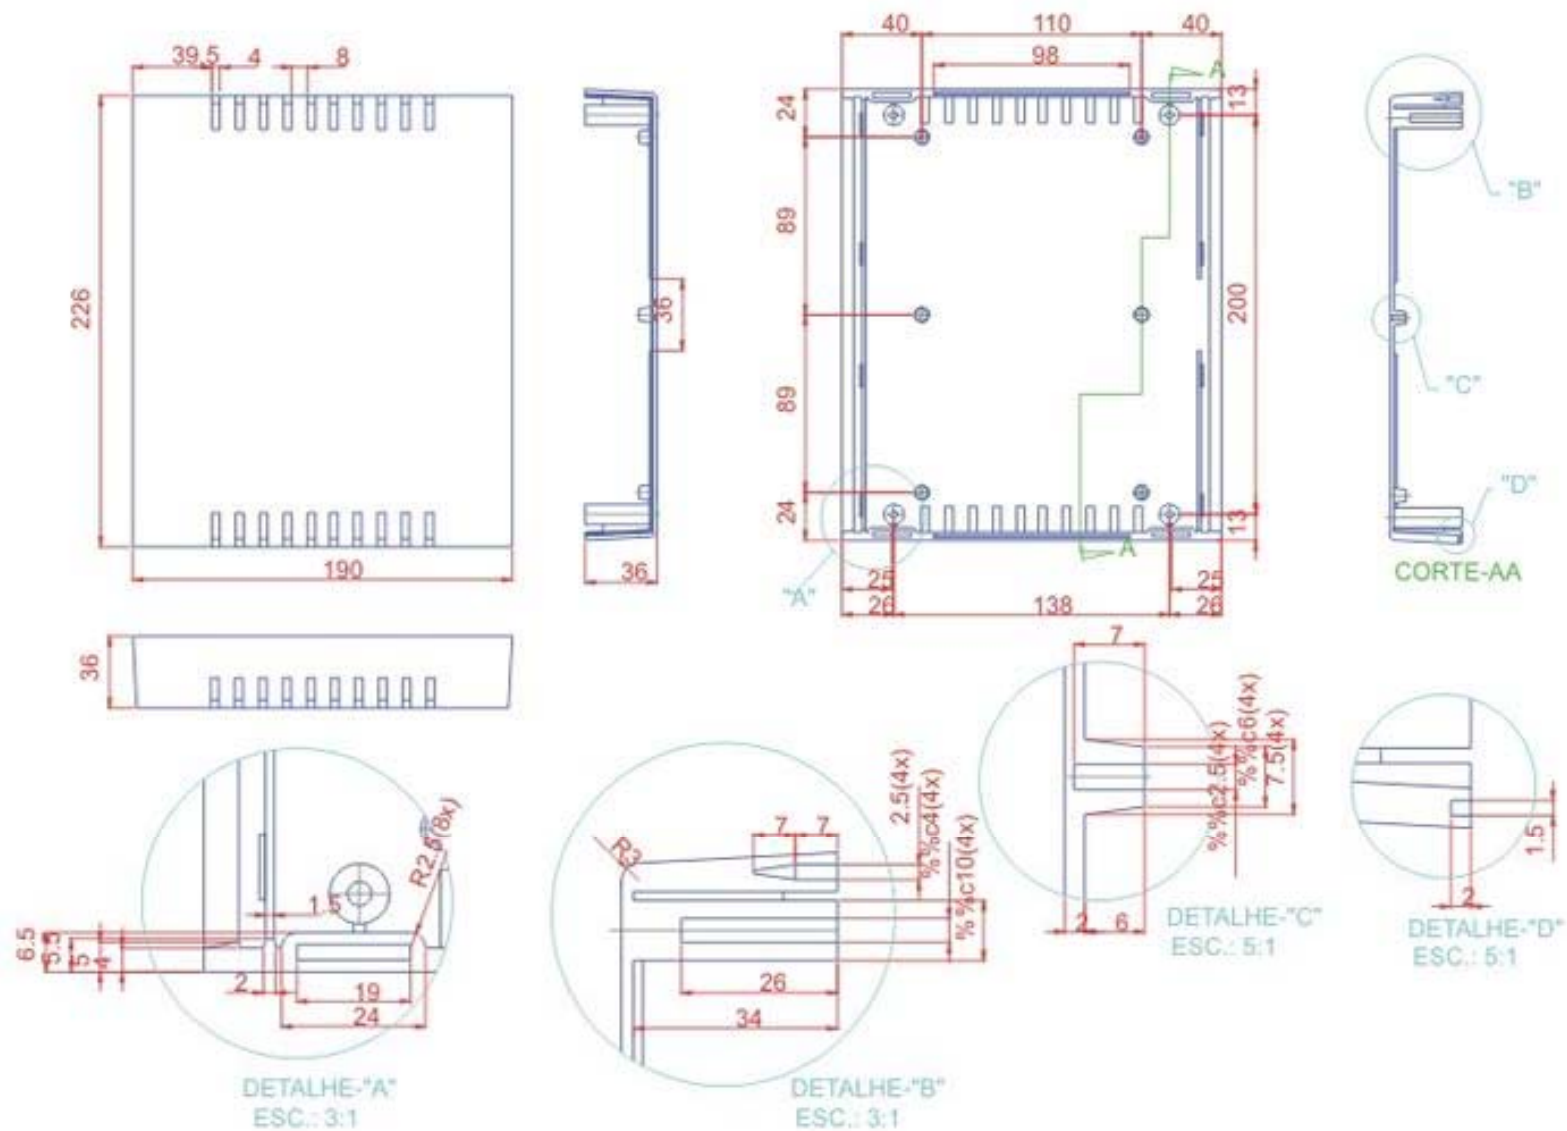 39,5 4 8
226
190
36
36
36
40 110 40
98
A
24
13
89
89
24
200
13
A
25
25
26 138 26
"A"
"B"
"C"
"D"
CORTE-AA
6.5
5.5
5
4
1,5
R2.5(8x)
2
19
24
DETALHE-"A"
ESC.: 3:1
R3
7 7
2.5(4x)
%%c4(4x)
%%c10(4x)
26
34
DETALHE-"B"
ESC.: 3:1
7
%%c2.5(4x)
%%c6(4x)
7.5(4x)
2 6
DETALHE-"C"
ESC.: 5:1
1.5
2
DETALHE-"D"
ESC.: 5:1